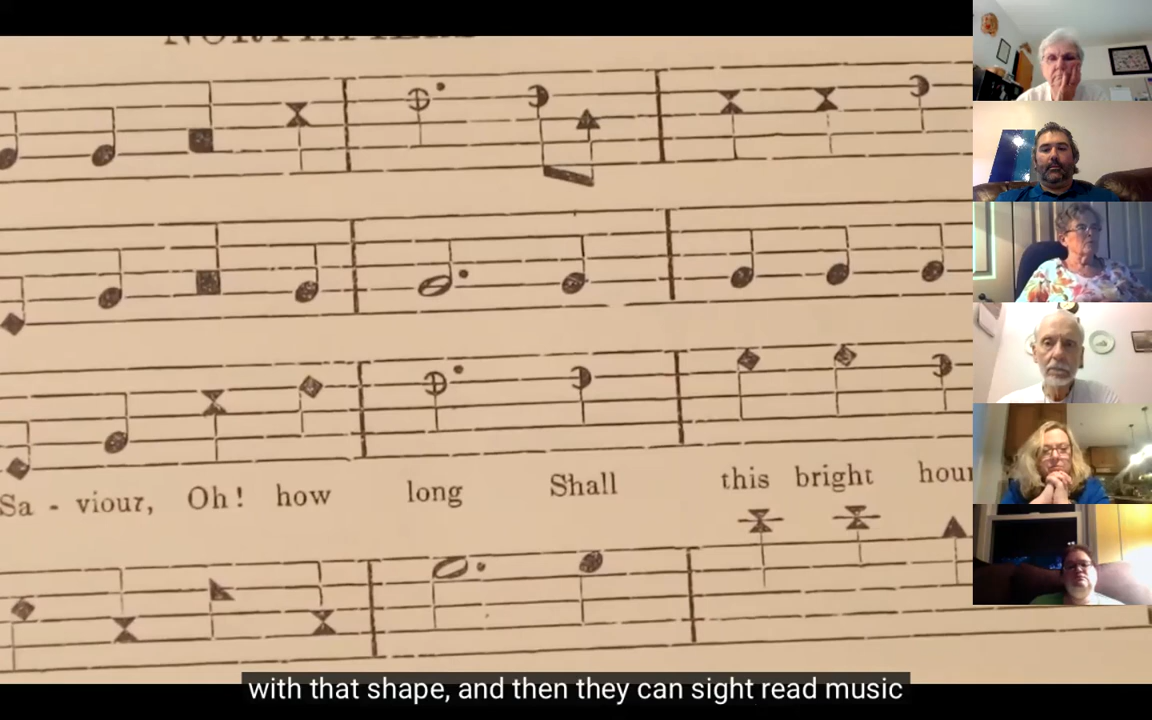 Sa - viour, Oh! how long Shall this bright hour
with that shape, and then they can sight read music